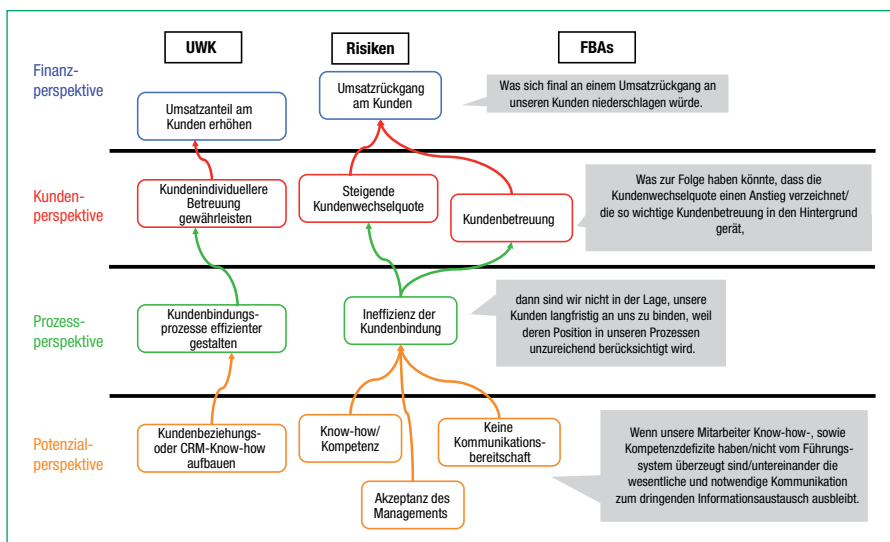 UWK
Risiken
FBAs
Finanz-
perspektive
Umsatzanteil am
Kunden erhöhen
Umsatzrückgang
am Kunden
Was sich final an einem Umsatzrückgang an
unseren Kunden niederschlagen würde.
Kunden-
perspektive
Kundenindividuellere
Betreuung
gewährleisten
Steigende
Kundenwechselquote
Kundenbetreuung
Was zur Folge haben könnte, dass die
Kundenwechselquote einen Anstieg verzeichnet/
die so wichtige Kundenbetreuung in den Hintergrund
gerät,
Prozess-
perspektive
Kundenbindungs-
prozesse effizienter
gestalten
Ineffizienz der
Kundenbindung
dann sind wir nicht in der Lage, unsere
Kunden langfristig an uns zu binden, weil
deren Position in unseren Prozessen
unzureichend berücksichtigt wird.
Potenzial-
perspektive
Kundenbeziehungs-
oder CRM-Know-how
aufbauen
Know-how/
Kompetenz
Keine
Kommunikations-
bereitschaft
Akzeptanz des
Managements
Wenn unsere Mitarbeiter Know-how-, sowie
Kompetenzdefizite haben/nicht vom Führungs-
system überzeugt sind/untereinander die
wesentliche und notwendige Kommunikation
zum dringenden Informationsaustausch ausbleibt.